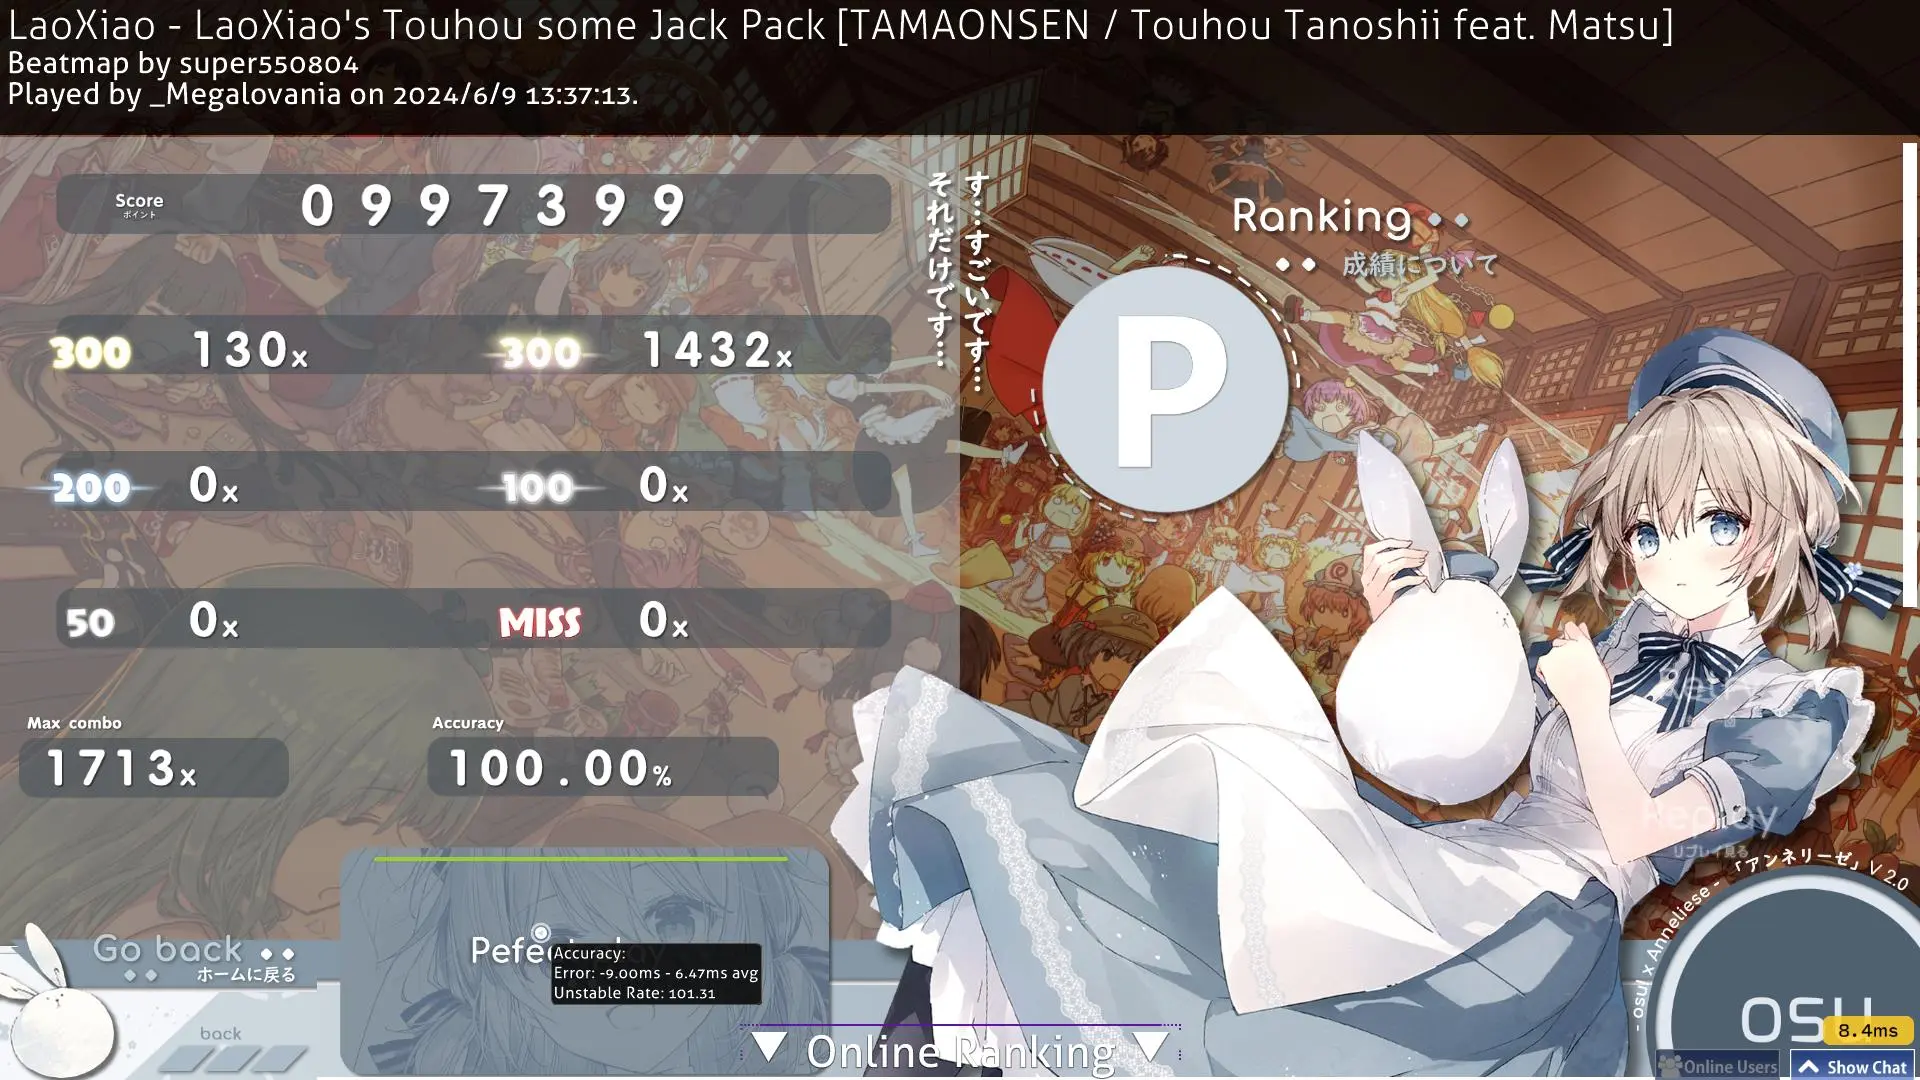 LaoXiao - LaoXiao's Touhou some Jack Pack [TAMAONSEN / Touhou Tanoshii feat. Matsu]
Beatmap by super550804
Played by _Megalovania on 2024/6/9 13:37:13.
Score
ポイント
0997399
300 130x 300 1432x
200 0x 100 0x
50 0x MISS 0x
Max combo
1713x
Accuracy
100.00%
す…すごいです…
それだけです…
Ranking
成績について
P
Retry
Replay
リプレイ見る
- osu! x Anneliese - 「アンネリーゼ」 V 2.0
Go back
ホームに戻る
back
Accuracy:
Error: -9.00ms - 6.47ms avg
Unstable Rate: 101.31
Online Ranking
osu
8.4ms
Online Users
Show Chat